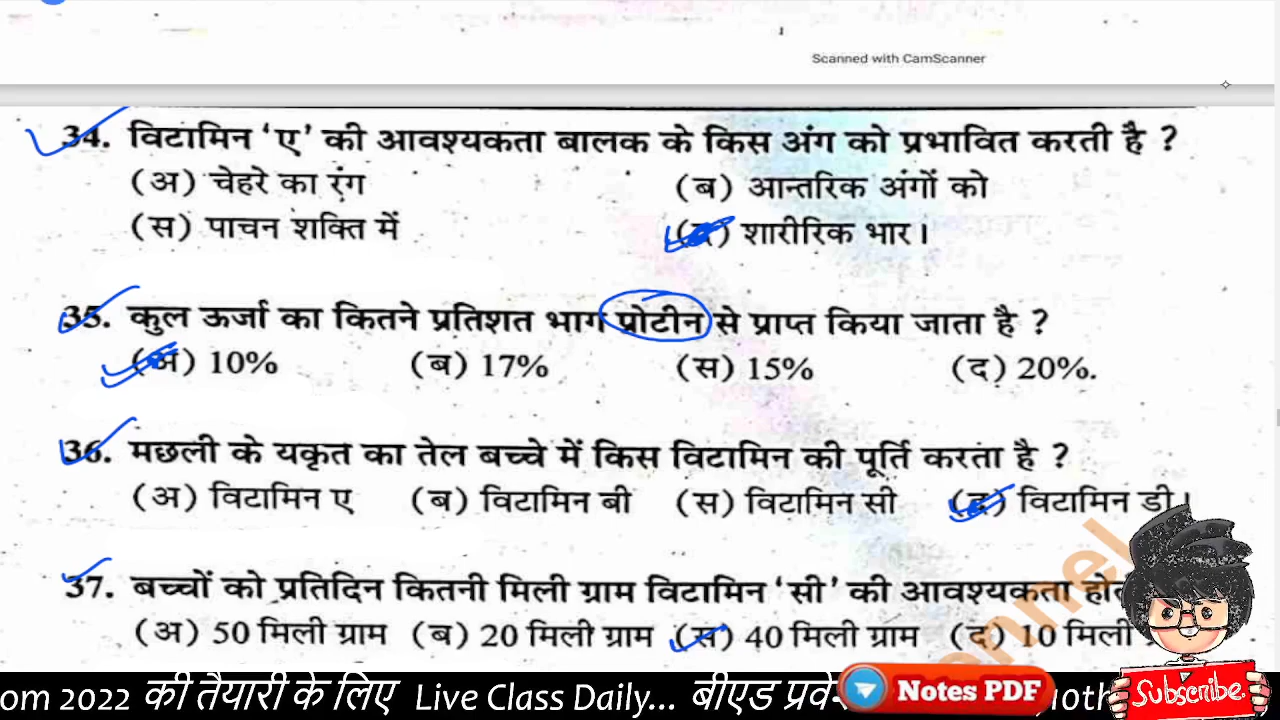 Scanned with CamScanner
34. विटामिन ‘ए’ की आवश्यकता बालक के किस अंग को प्रभावित करती है ?
(अ) चेहरे का रंग (ब) आन्तरिक अंगों को
(स) पाचन शक्ति में (द) शारीरिक भार।
35. कुल ऊर्जा का कितने प्रतिशत भाग प्रोटीन से प्राप्त किया जाता है ?
(अ) 10% (ब) 17% (स) 15% (द) 20%.
36. मछली के यकृत का तेल बच्चे में किस विटामिन की पूर्ति करता है ?
(अ) विटामिन ए (ब) विटामिन बी (स) विटामिन सी (द) विटामिन डी।
37. बच्चों को प्रतिदिन कितनी मिली ग्राम विटामिन ‘सी’ की आवश्यकता
(अ) 50 मिली ग्राम (ब) 20 मिली ग्राम (स) 40 मिली ग्राम (द) 10 मिली
om 2022 की तैयारी के लिए Live Class Daily... बीएड
Notes PDF
Subscribe